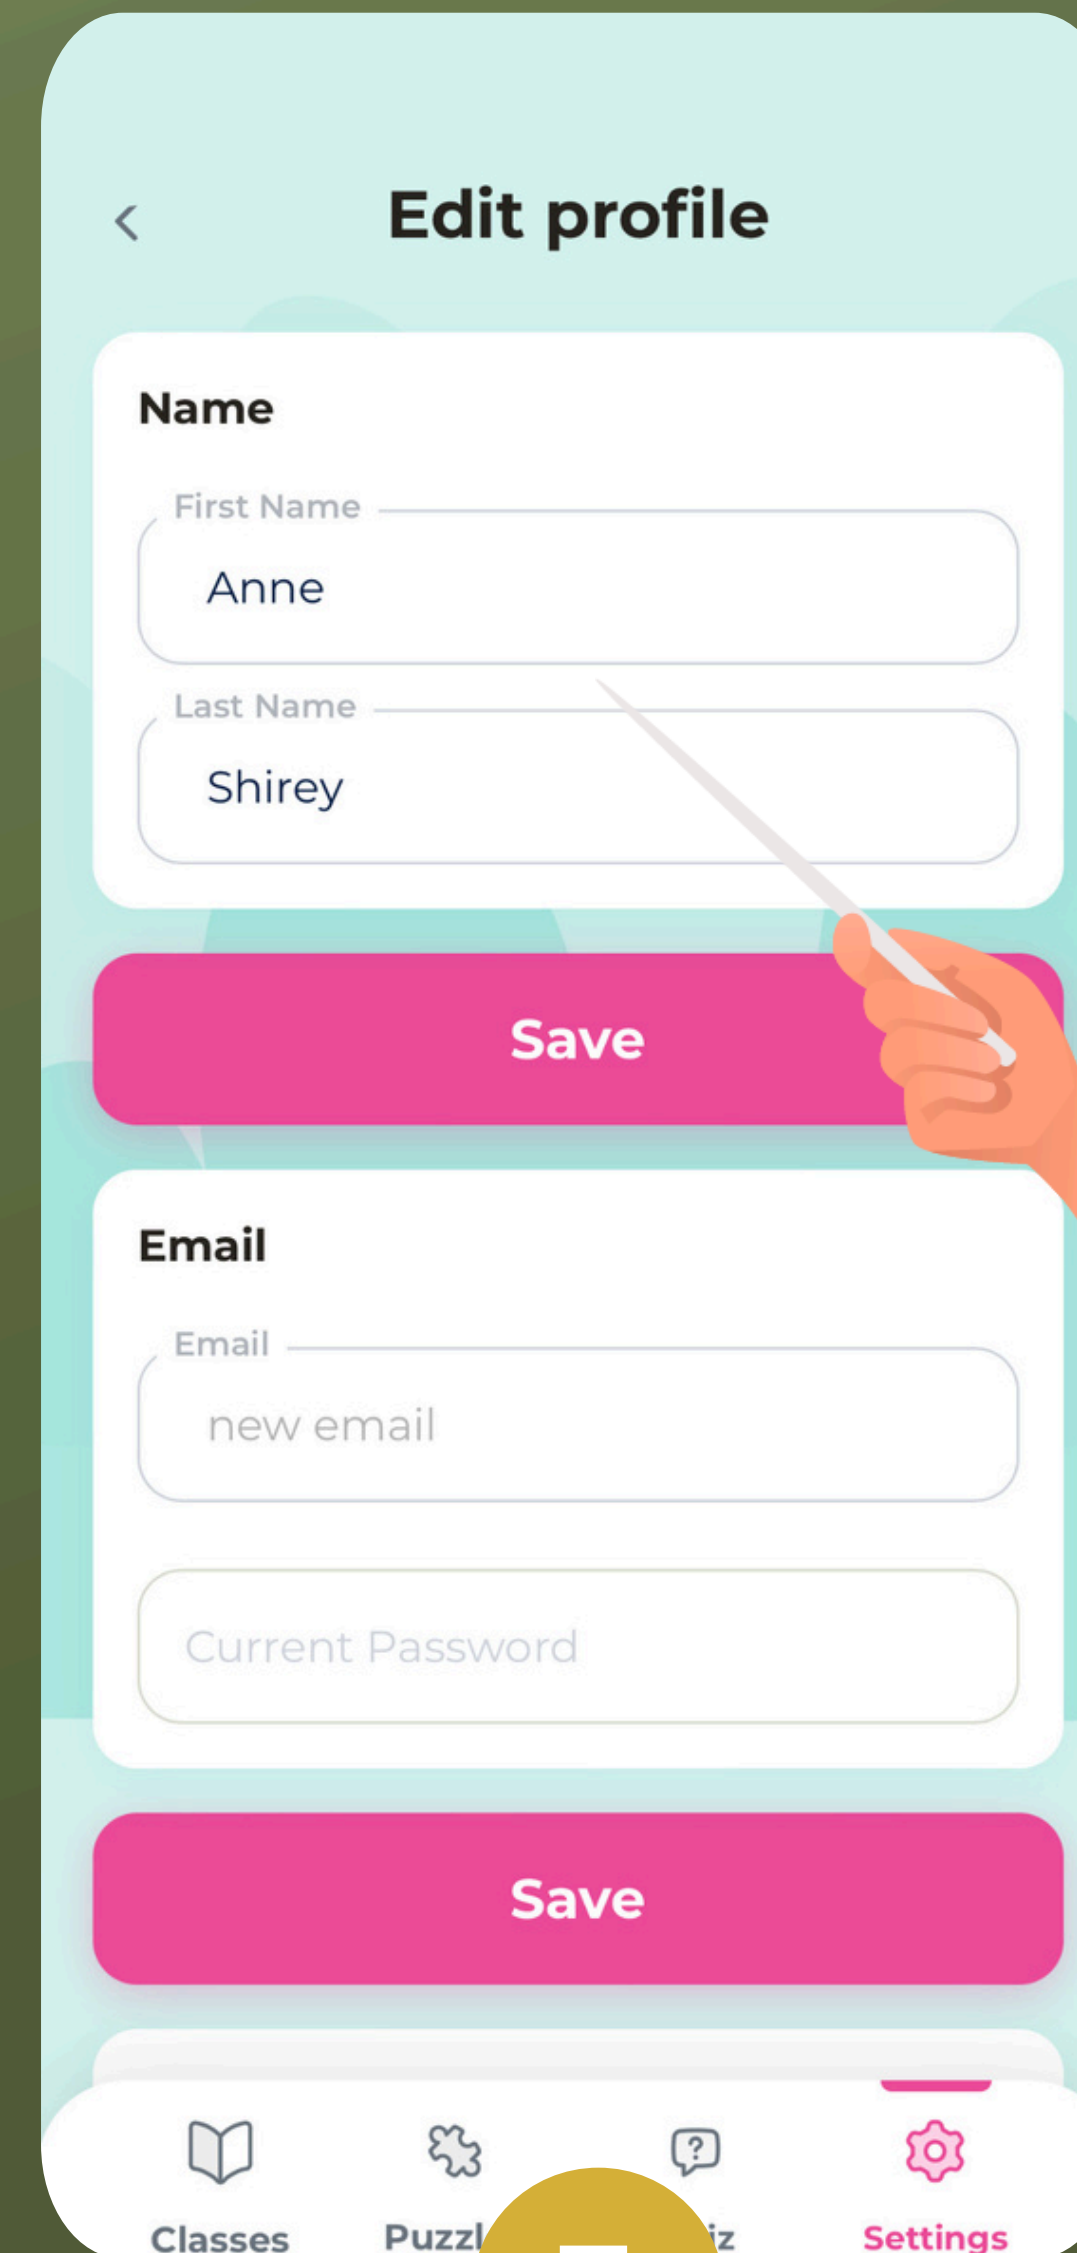 Edit profile
Name
First Name
Anne
Last Name
Shirey
Save
Email
Email
new email
Current Password
Save
Classes
Settings